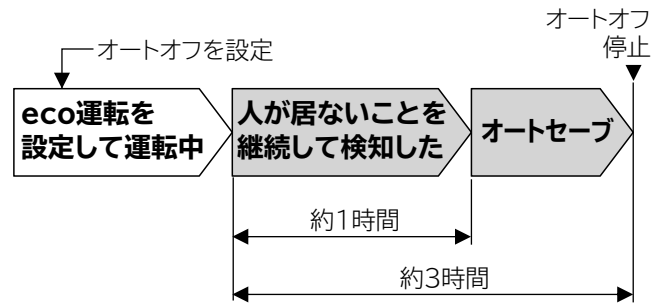 オートオフ
停止
オートオフを設定
eco運転を
設定して運転中
人が居ないことを
継続して検知した
オートセーブ
約1時間
約3時間